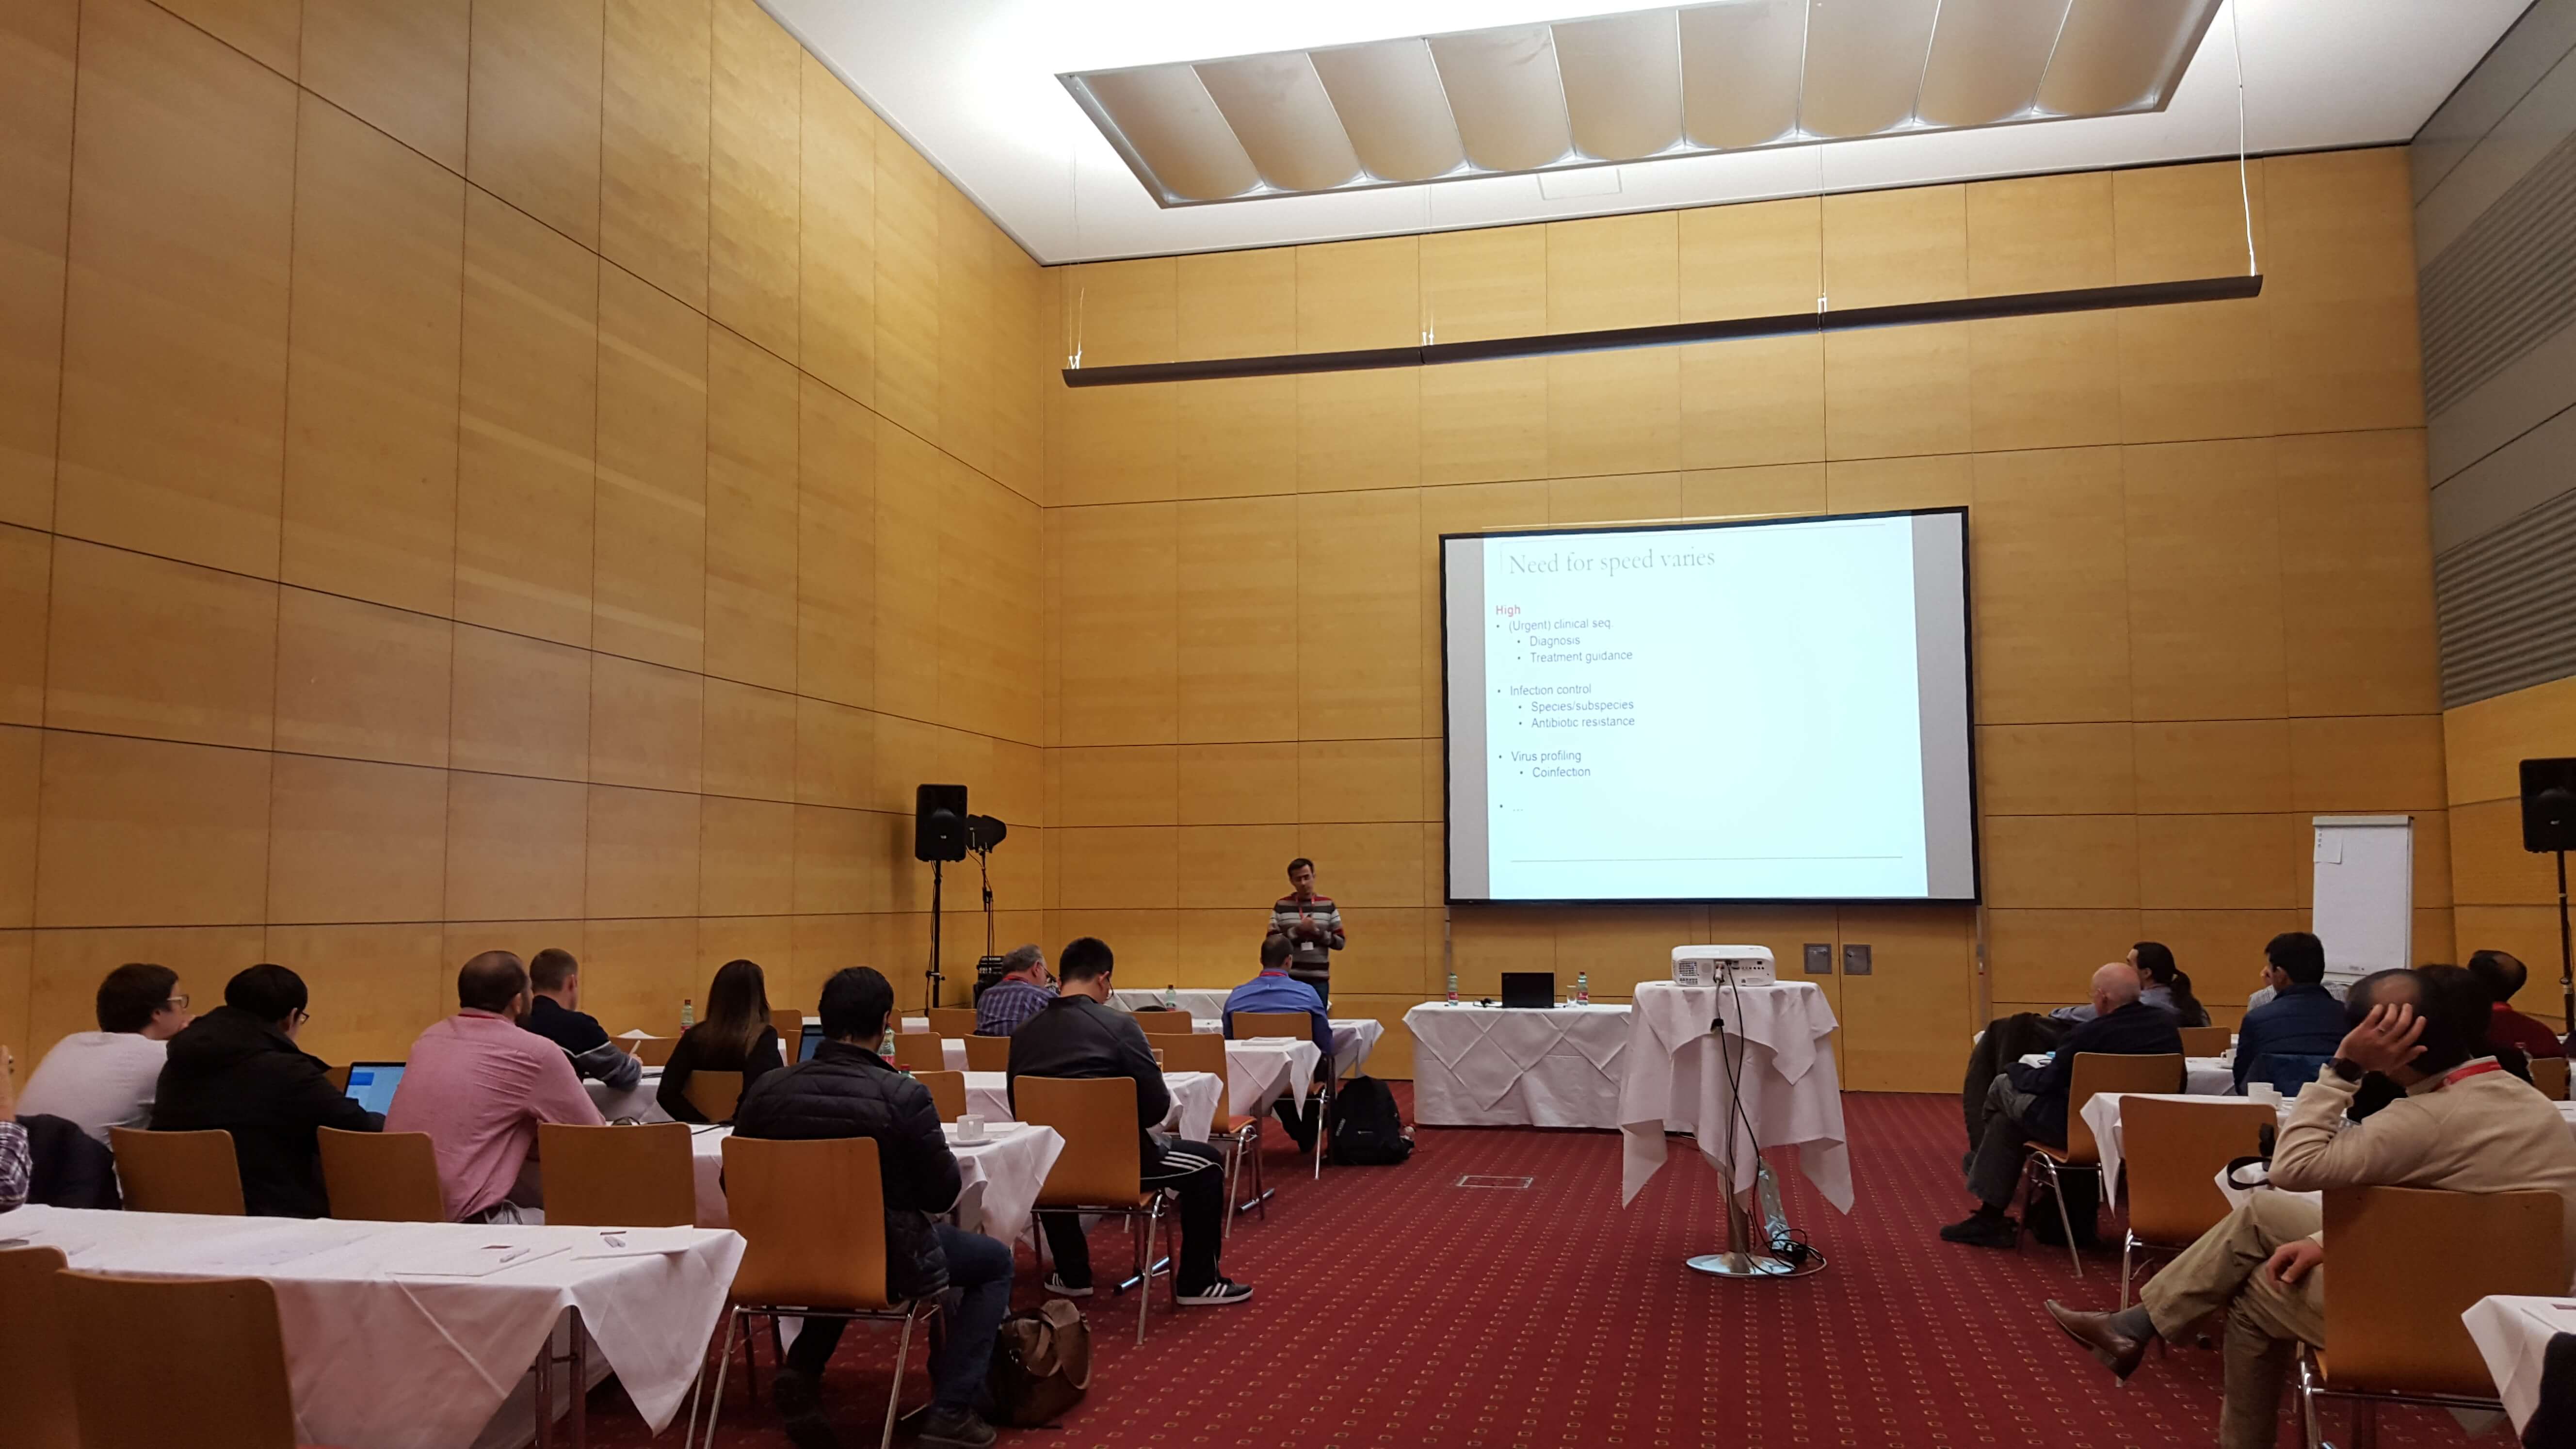 Need for speed varies
High
• (Urgent) clinical seq.
• Diagnosis
• Treatment guidance
• Infection control
• Species/subspecies
• Antibiotic resistance
• Virus profiling
• Coinfection
• ...